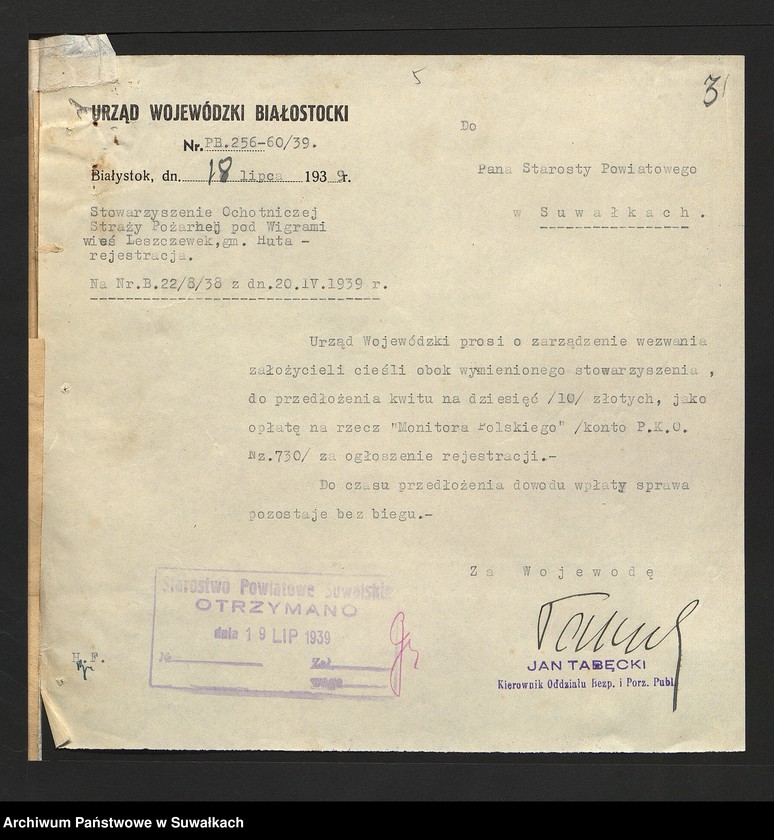 5
3
URZĄD WOJEWÓDZKI BIAŁOSTOCKI
Nr. PB.256-60/39.
Białystok, dn. 18 lipca 1939r.
Do
Pana Starosty Powiatowego
w Suwałkach.
Stowarzyszenie Ochotniczej
Straży Pożarnej pod Wigrami
wieś Leszczewek,gm. Huta -
rejestracja.
Na Nr.B.22/8/38 z dn.20.IV.1939 r.
Urząd Wojewódzki prosi o zarządzenie wezwania
założycieli cieśli obok wymienionego stowarzyszenia ,
do przedłożenia kwitu na dziesięć /10/ złotych, jako
opłatę na rzecz "Monitora Polskiego" /konto P.K.O.
Nz.730/ za ogłoszenie rejestracji.-
Do czasu przedłożenia dowodu wpłaty sprawa
pozostaje bez biegu.-
Za Wojewodę
JAN TABĘCKI
Kierownik Oddziału Bezp. i Porz. Publ.
Starostwo Powiatowe Suwalskie
OTRZYMANO
dnia 19 LIP 1939
№ Zał.
H.F.
Archiwum Państwowe w Suwałkach